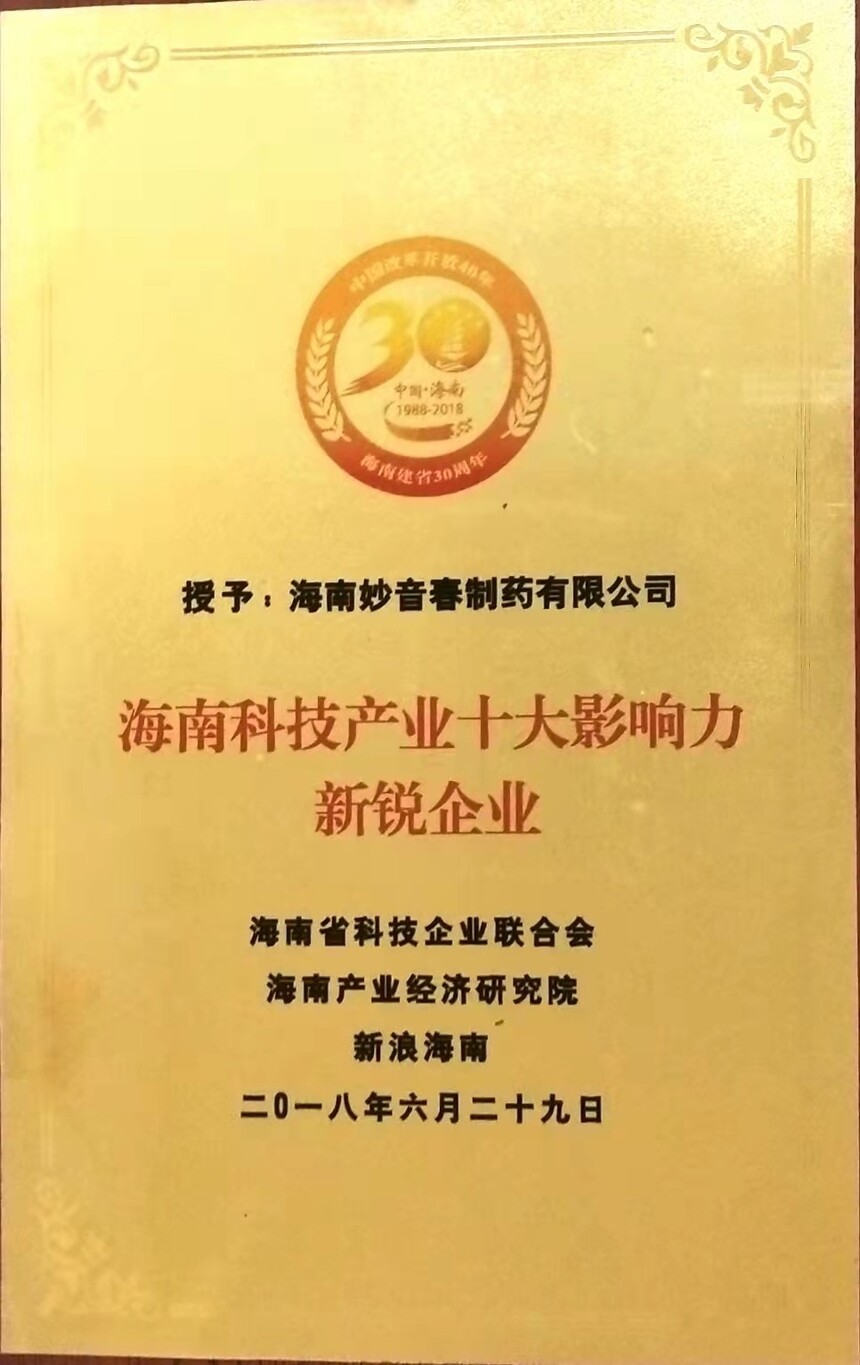 中国改革开放40年
30
中国·海南
1988-2018
海南建省30周年
授予：海南妙音春制药有限公司
海南科技产业十大影响力
新锐企业
海南省科技企业联合会
海南产业经济研究院
新浪海南
二0一八年六月二十九日